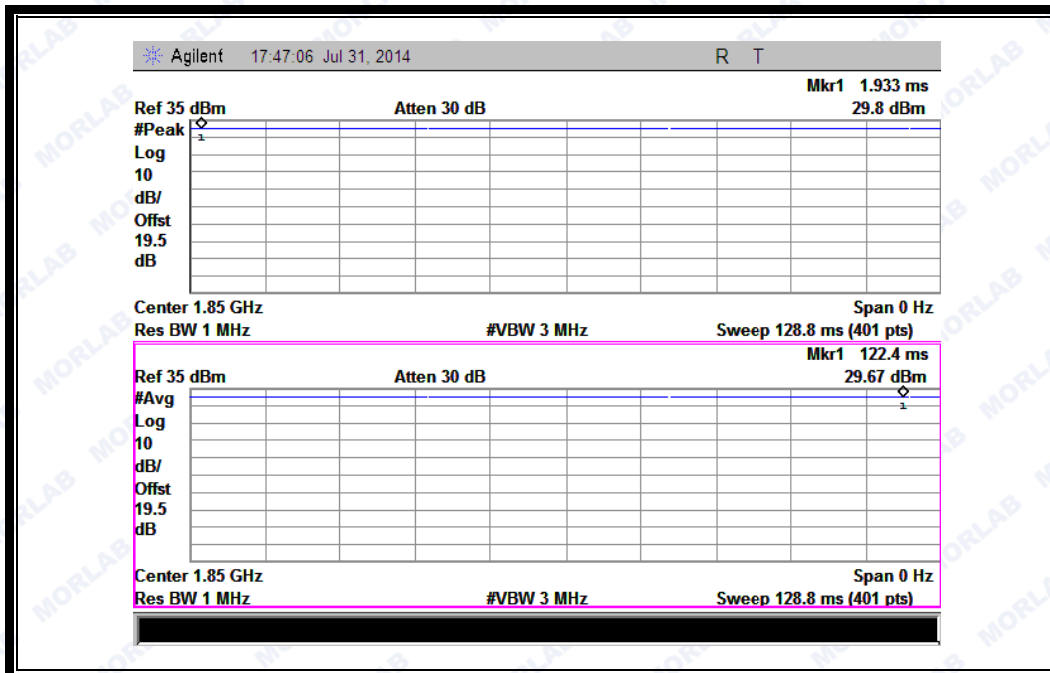 Agilent 17:47:06 Jul 31, 2014 R T
Mkr1 1.933 ms
Ref 35 dBm Atten 30 dB 29.8 dBm
#Peak
1
Log
10
dB/
Offst
19.5
dB
Center 1.85 GHz Span 0 Hz
Res BW 1 MHz #VBW 3 MHz Sweep 128.8 ms (401 pts)
Mkr1 122.4 ms
Ref 35 dBm Atten 30 dB 29.67 dBm
#Avg
1
Log
10
dB/
Offst
19.5
dB
Center 1.85 GHz Span 0 Hz
Res BW 1 MHz #VBW 3 MHz Sweep 128.8 ms (401 pts)
MORLAB